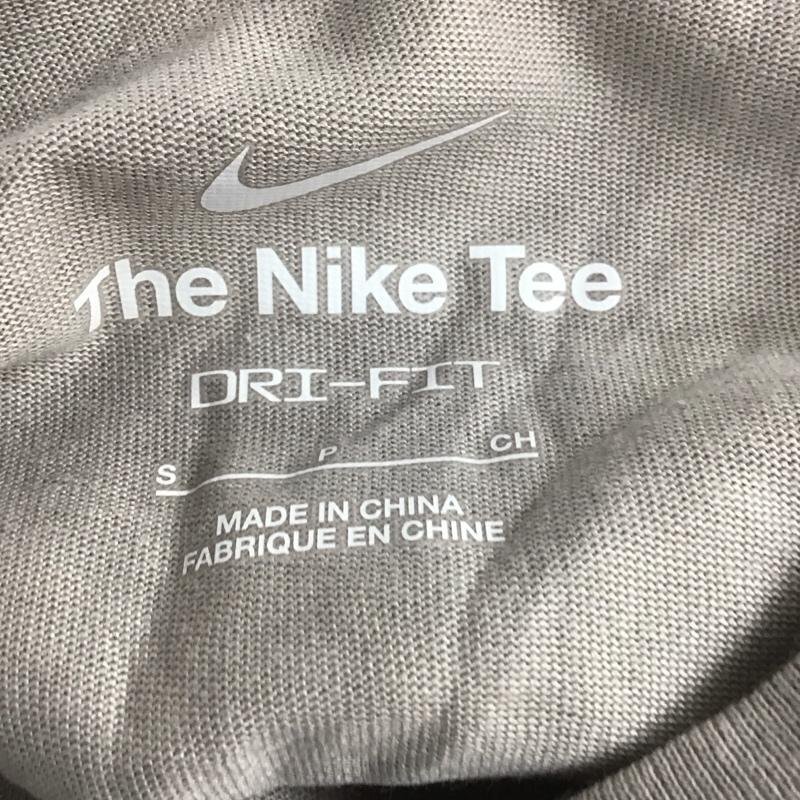 The Nike Tee
DRI-FIT
S P CH
MADE IN CHINA
FABRIQUE EN CHINE